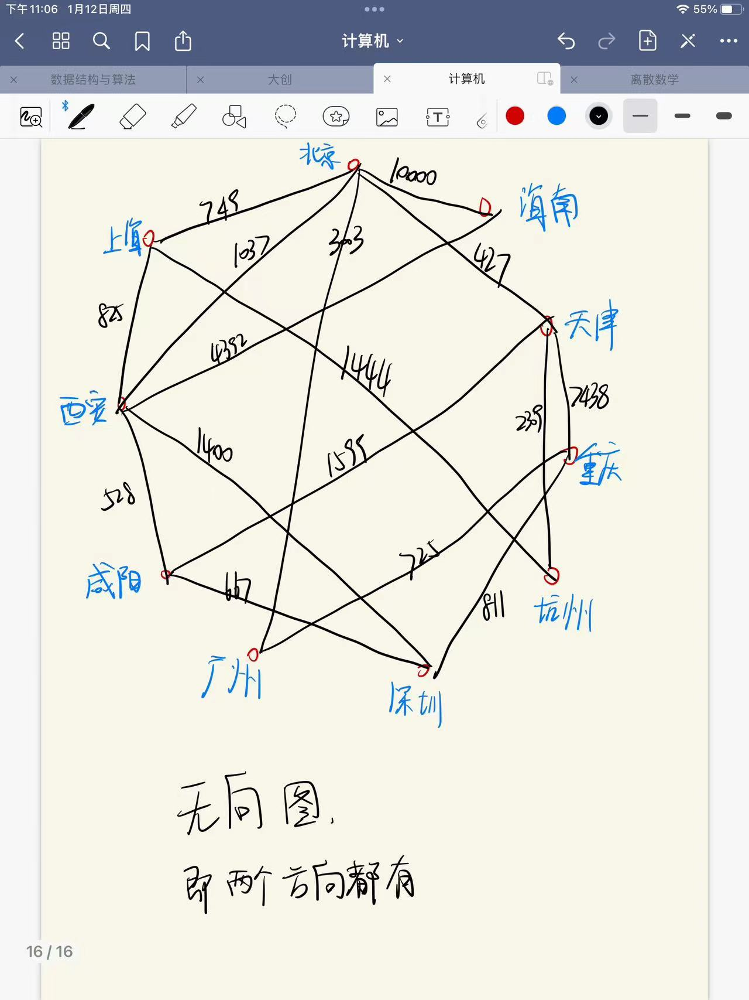 下午11:06 1月12日周四
55%
计算机
数据结构与算法
大创
计算机
离散数学
T
北京
10000
海南
749
上海
1037
303
427
天津
825
4392
1444
西安
239
7438
1400
1599
重庆
528
725
咸阳
667
811
杭州
广州
深圳
无向图.
即两个方向都有
16 / 16